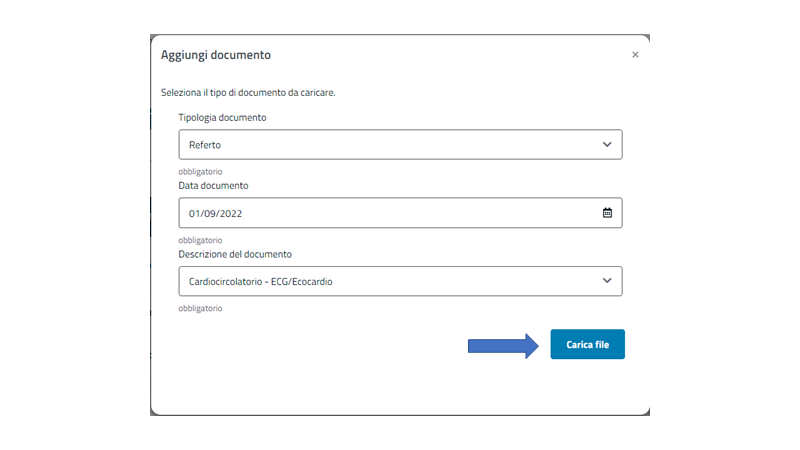 Aggiungi documento
×
Seleziona il tipo di documento da caricare.
Tipologia documento
Referto
obbligatorio
Data documento
01/09/2022
obbligatorio
Descrizione del documento
Cardiocircolatorio - ECG/Ecocardio
obbligatorio
Carica file